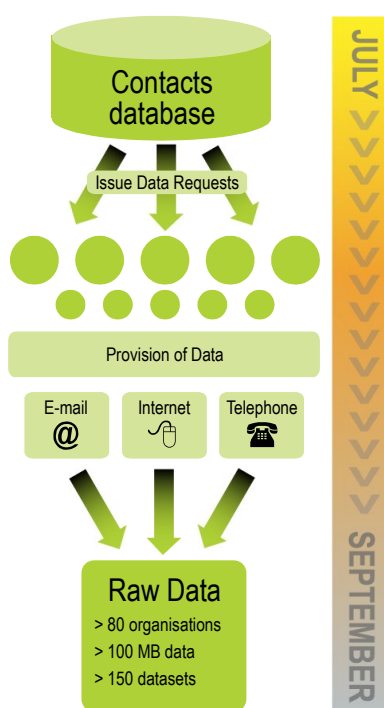 Contacts
database
Issue Data Requests
Provision of Data
E-mail
@
Internet
Telephone
Raw Data
> 80 organisations
> 100 MB data
> 150 datasets
JULY > > > > > > > > > > > > > > > SEPTEMBER